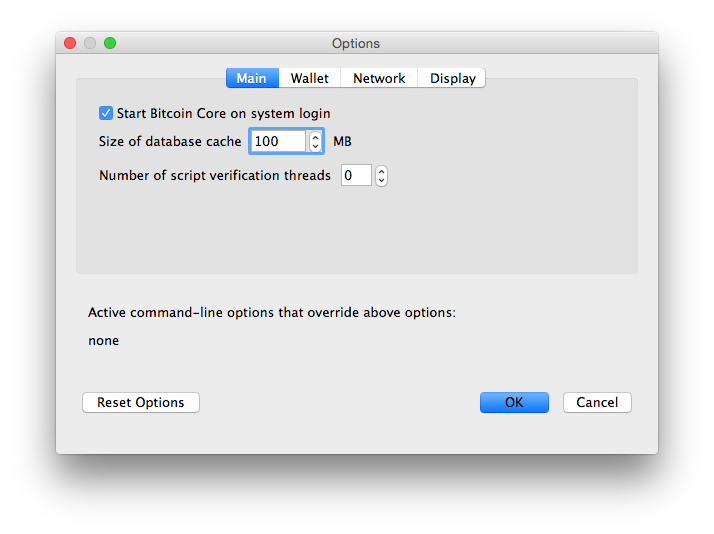 Options
Main Wallet Network Display
Start Bitcoin Core on system login
Size of database cache 100 MB
Number of script verification threads 0
Active command-line options that override above options:
none
Reset Options OK Cancel